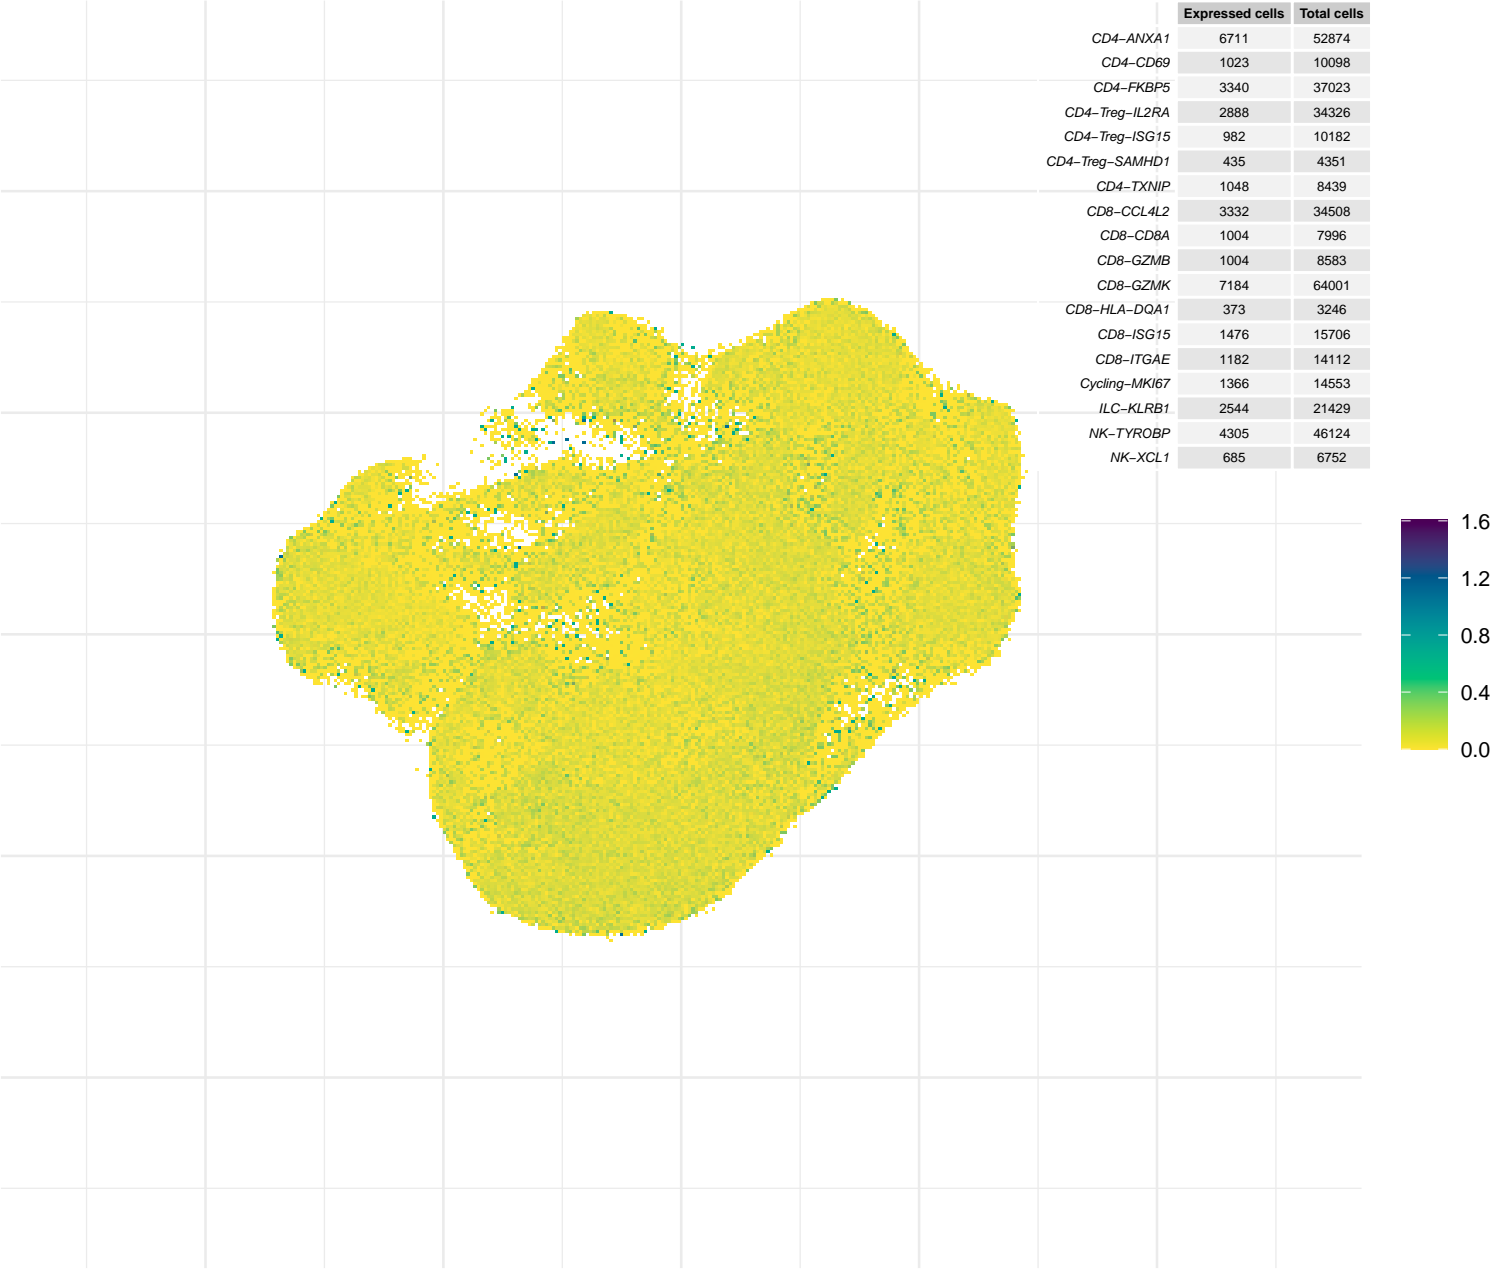 Expressed cells Total cells
CD4−ANXA1 6711 52874
CD4−CD69 1023 10098
CD4−FKBP5 3340 37023
CD4−Treg−IL2RA 2888 34326
CD4−Treg−ISG15 982 10182
CD4−Treg−SAMHD1 435 4351
CD4−TXNIP 1048 8439
CD8−CCL4L2 3332 34508
CD8−CD8A 1004 7996
CD8−GZMB 1004 8583
CD8−GZMK 7184 64001
CD8−HLA−DQA1 373 3246
CD8−ISG15 1476 15706
CD8−ITGAE 1182 14112
Cycling−MKI67 1366 14553
ILC−KLRB1 2544 21429
NK−TYROBP 4305 46124
NK−XCL1 685 6752
1.6
1.2
0.8
0.4
0.0